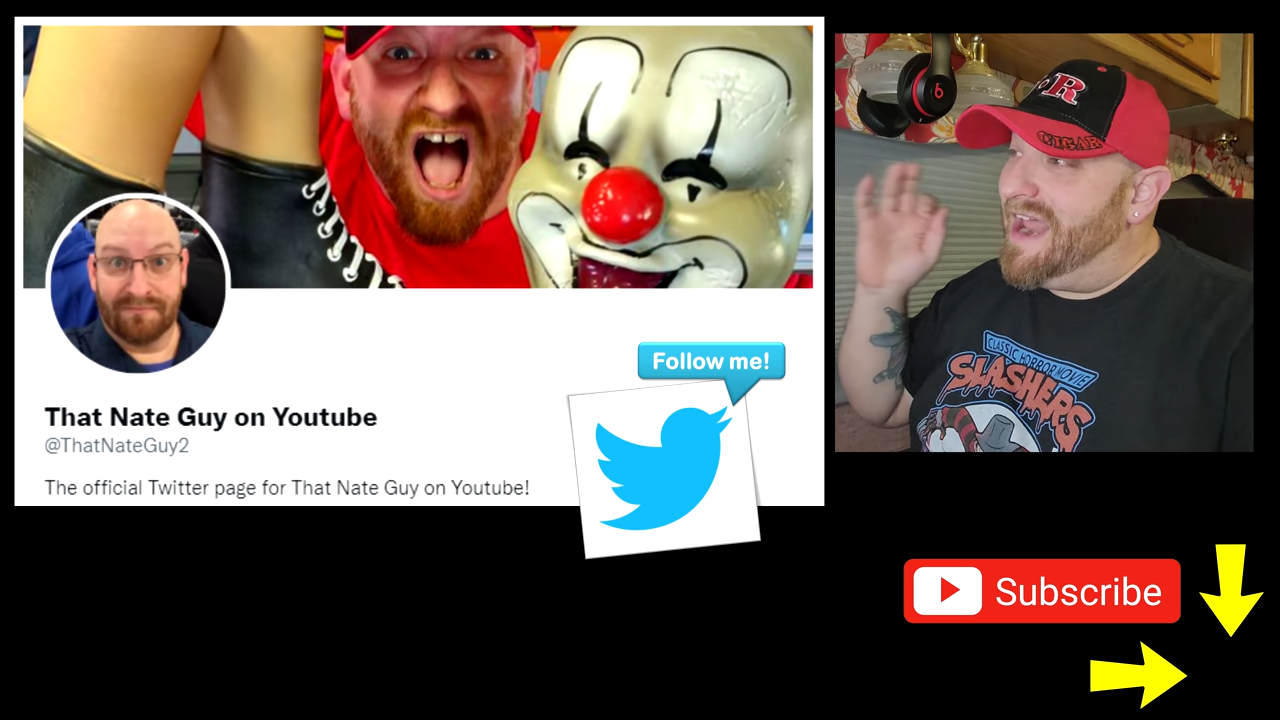 That Nate Guy on Youtube
@ThatNateGuy2
The official Twitter page for That Nate Guy on Youtube!
Follow me!
CIGAR
CLASSIC HORROR MOVIE
SLASHERS
Subscribe